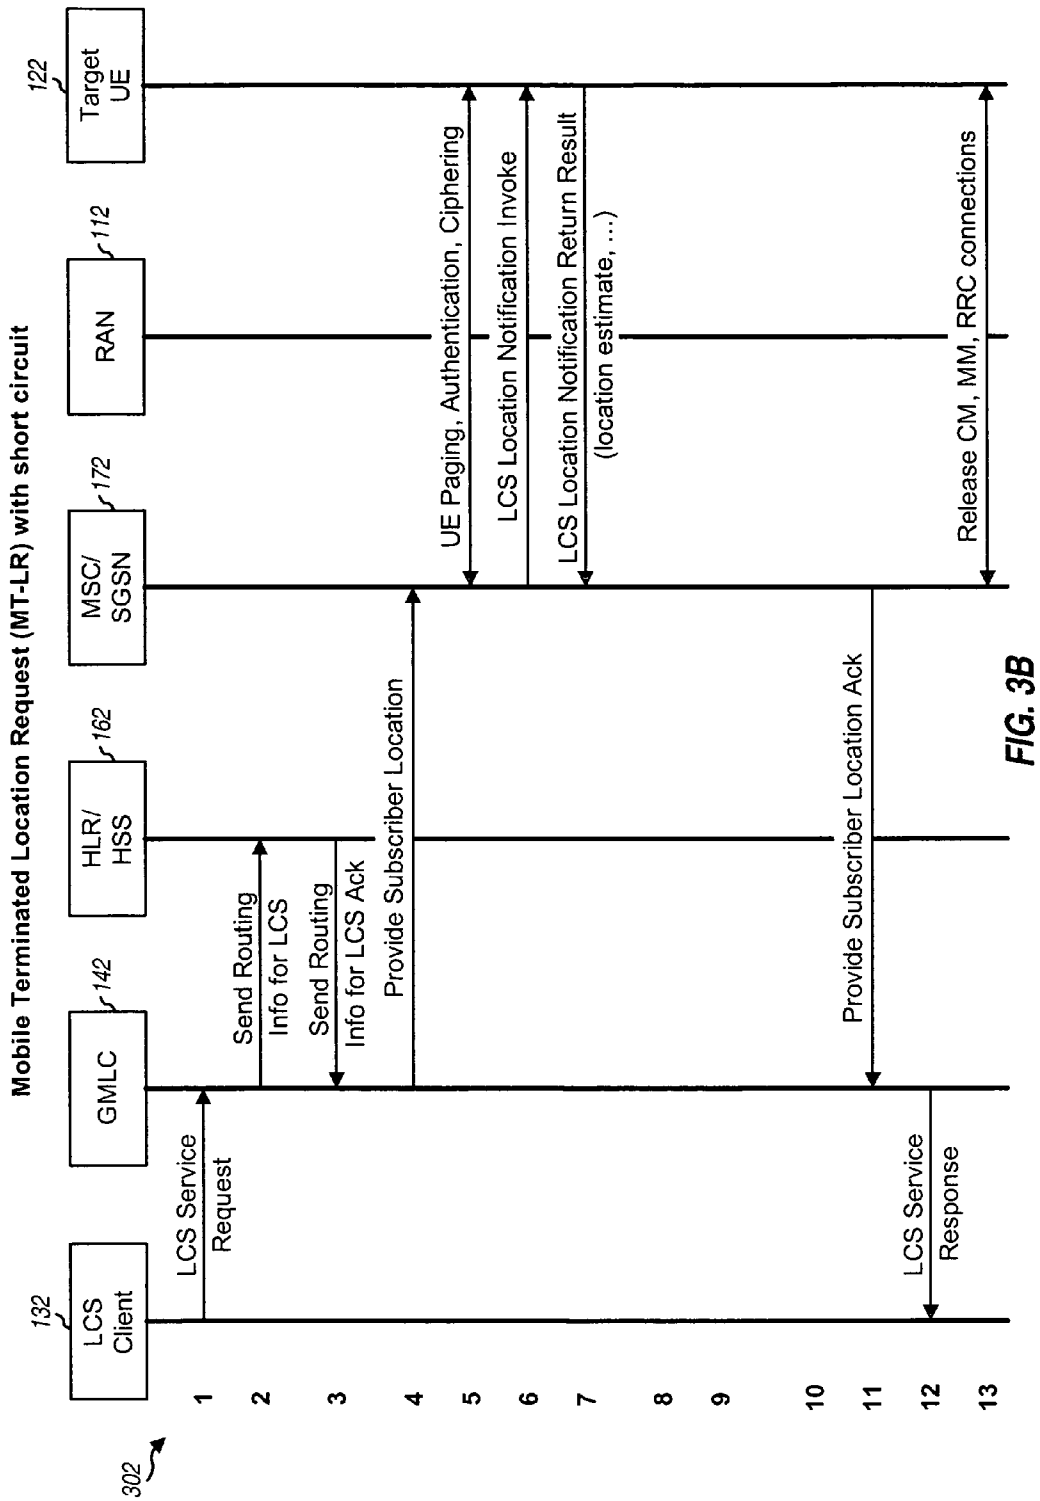 Mobile Terminated Location Request (MT-LR) with short circuit
302
132
142
162
172
112
122
LCS
Client
GMLC
HLR/
HSS
MSC/
SGSN
RAN
Target
UE
1
LCS Service
Request
2
Send Routing
Info for LCS
3
Send Routing
Info for LCS Ack
4
Provide Subscriber Location
5
UE Paging, Authentication, Ciphering
6
LCS Location Notification Invoke
7
LCS Location Notification Return Result
(location estimate, ...)
8
9
10
11
Provide Subscriber Location Ack
12
LCS Service
Response
13
Release CM, MM, RRC connections
FIG. 3B